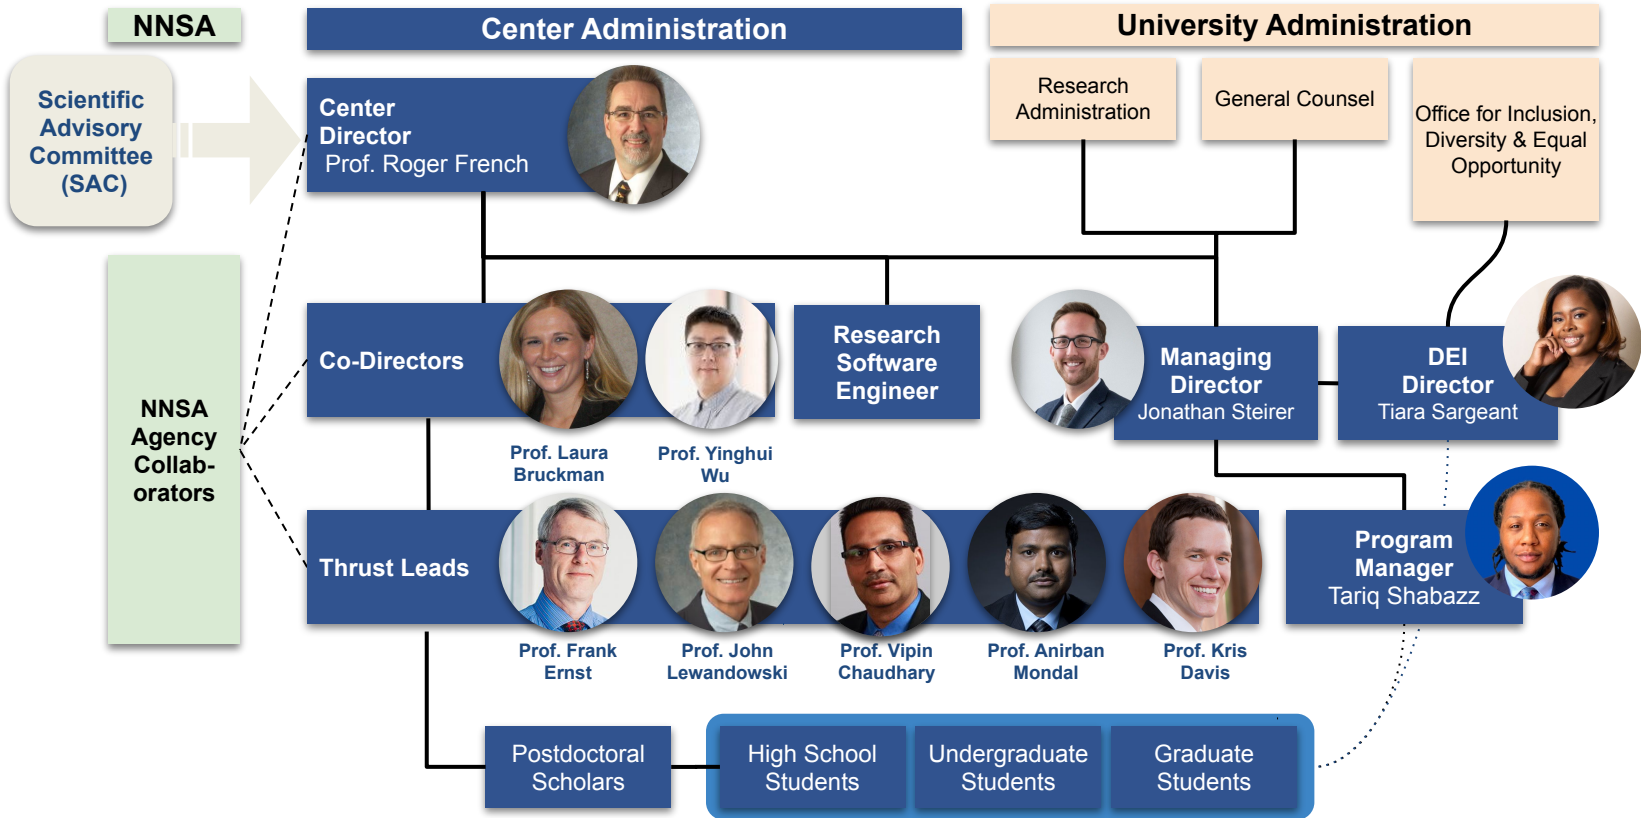 NNSA
Center Administration
University Administration
Scientific
Advisory
Committee
(SAC)
Center
Director
Prof. Roger French
Research
Administration
General Counsel
Office for Inclusion,
Diversity & Equal
Opportunity
NNSA
Agency
Collab-
orators
Co-Directors
Prof. Laura
Bruckman
Prof. Yinghui
Wu
Research
Software
Engineer
Managing
Director
Jonathan Steirer
DEI
Director
Tiara Sargeant
Thrust Leads
Prof. Frank
Ernst
Prof. John
Lewandowski
Prof. Vipin
Chaudhary
Prof. Anirban
Mondal
Prof. Kris
Davis
Program
Manager
Tariq Shabazz
Postdoctoral
Scholars
High School
Students
Undergraduate
Students
Graduate
Students